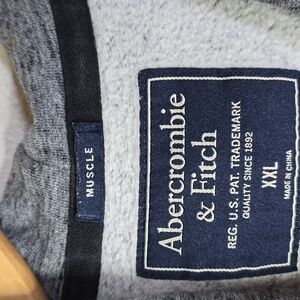 MUSCLE
Abercrombie
& Fitch
REG. U.S. PAT. TRADEMARK
QUALITY SINCE 1892
XXL
MADE IN CHINA